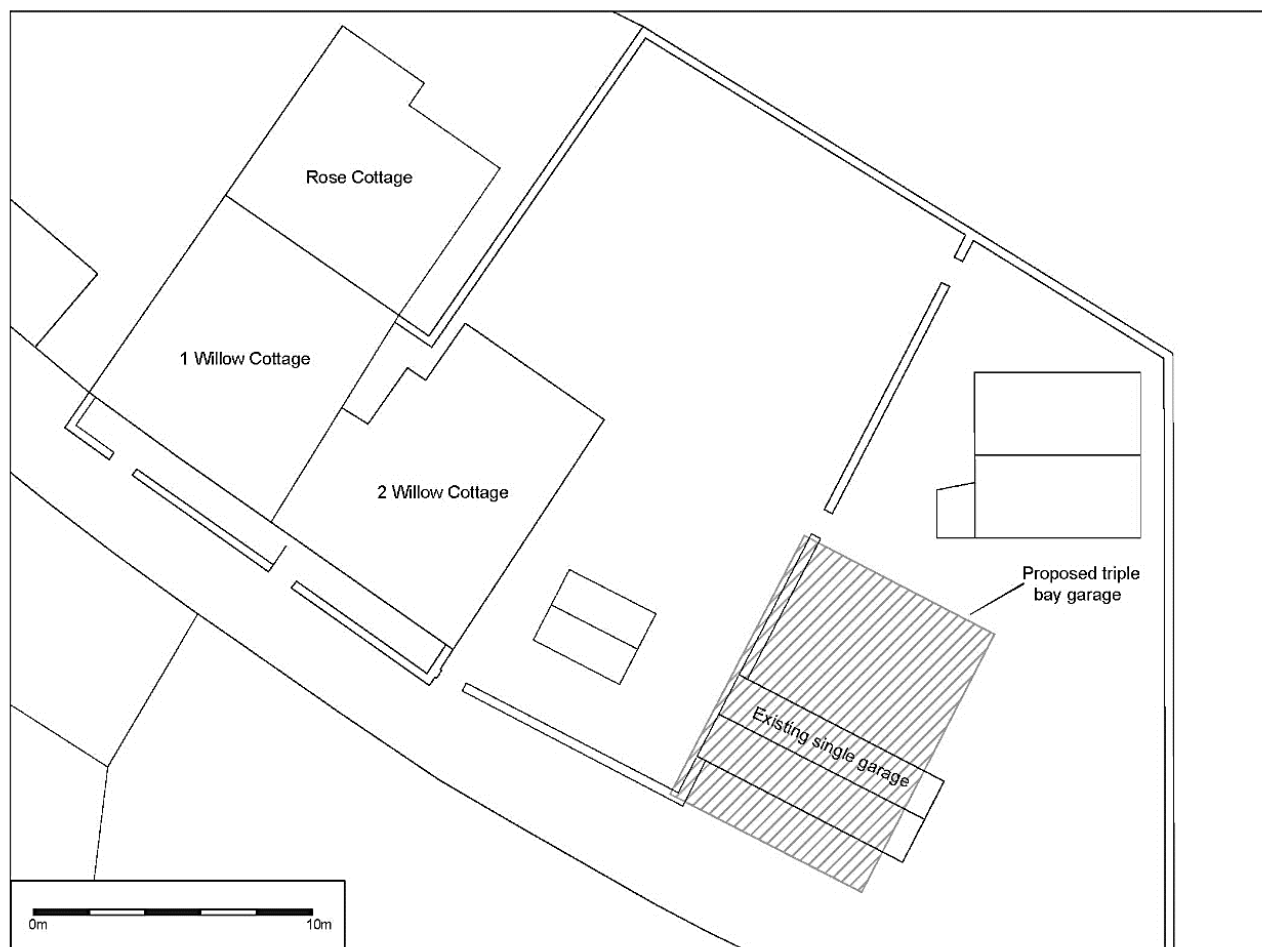 Rose Cottage
1 Willow Cottage
2 Willow Cottage
Proposed triple
bay garage
Existing single garage
0m 10m